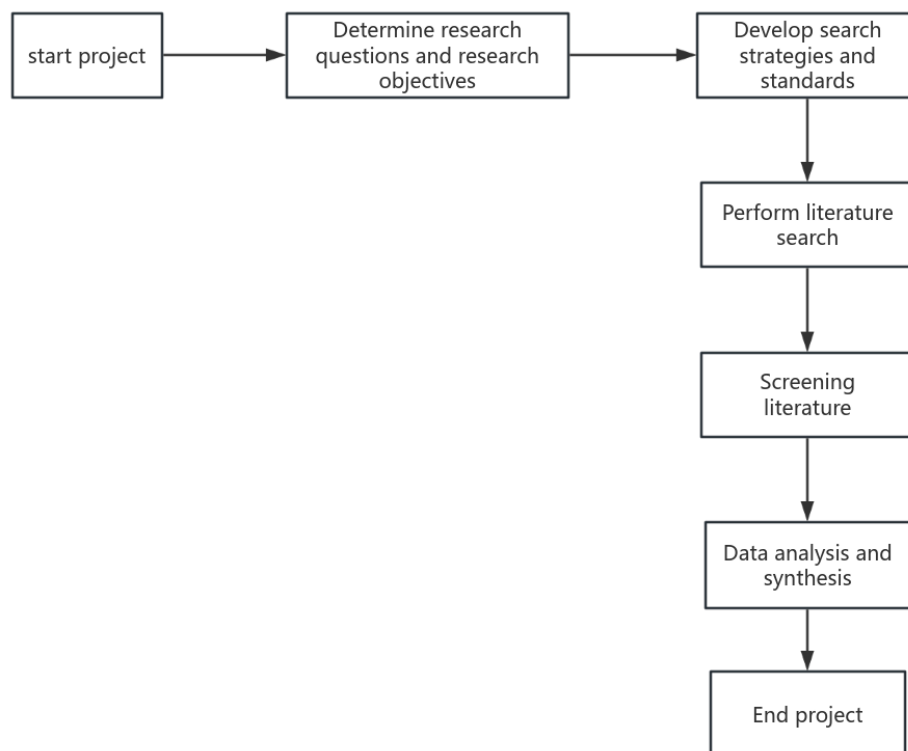 start project
Determine research
questions and research
objectives
Develop search
strategies and
standards
Perform literature
search
Screening
literature
Data analysis and
synthesis
End project